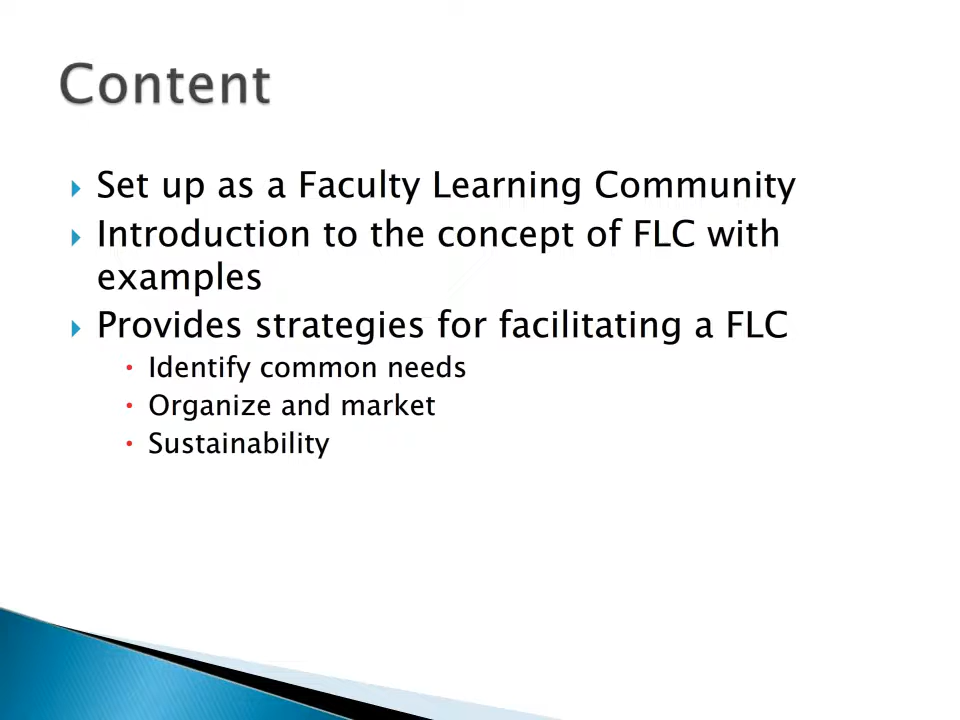 Content
Set up as a Faculty Learning Community
Introduction to the concept of FLC with
examples
Provides strategies for facilitating a FLC
Identify common needs
Organize and market
Sustainability